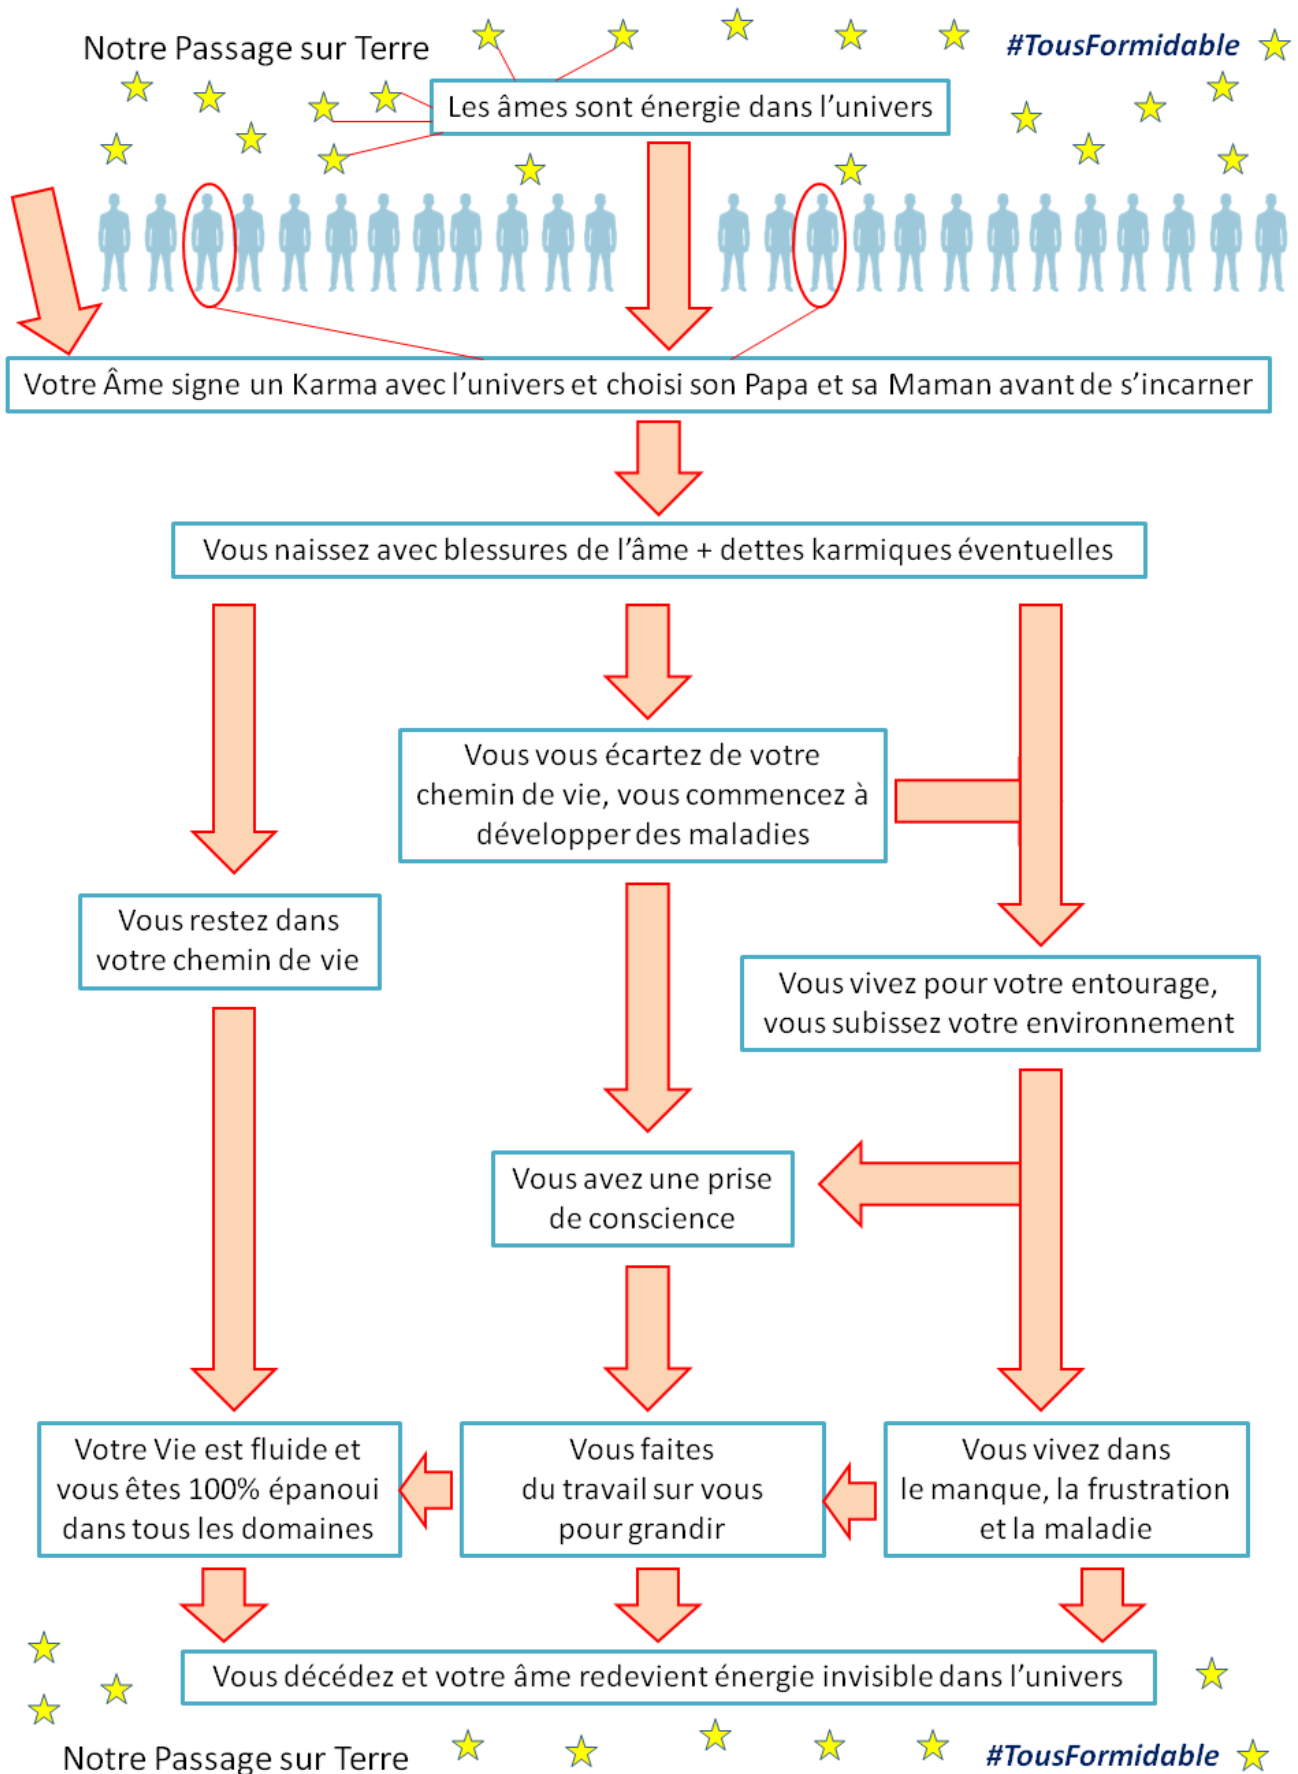 Notre Passage sur Terre
#TousFormidable
Les âmes sont énergie dans l'univers
Votre Âme signe un Karma avec l'univers et choisi son Papa et sa Maman avant de s'incarner
Vous naissez avec blessures de l'âme + dettes karmiques éventuelles
Vous vous écartez de votre
chemin de vie, vous commencez à
développer des maladies
Vous restez dans
votre chemin de vie
Vous vivez pour votre entourage,
vous subissez votre environnement
Vous avez une prise
de conscience
Votre Vie est fluide et
vous êtes 100% épanoui
dans tous les domaines
Vous faites
du travail sur vous
pour grandir
Vous vivez dans
le manque, la frustration
et la maladie
Vous décédez et votre âme redevient énergie invisible dans l'univers
Notre Passage sur Terre
#TousFormidable